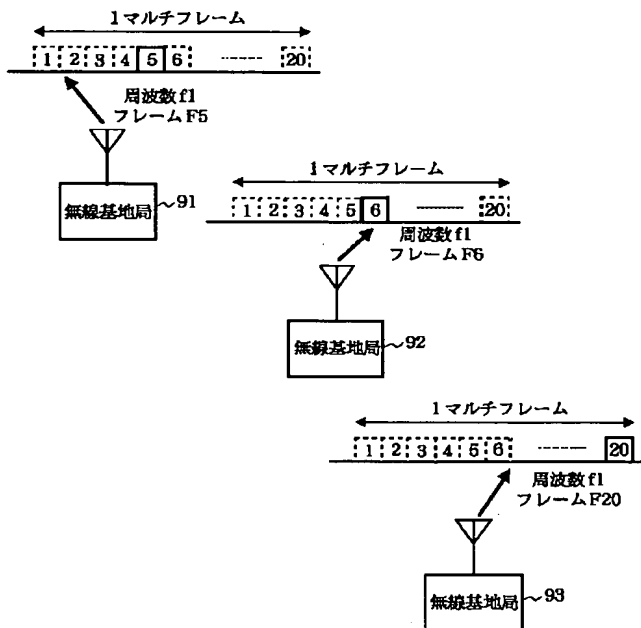 1マルチフレーム
1 2 3 4 5 6 20
周波数f1
フレームF5
無線基地局 91
1マルチフレーム
1 2 3 4 5 6 20
周波数f1
フレームF6
無線基地局 92
1マルチフレーム
1 2 3 4 5 6 20
周波数f1
フレームF20
無線基地局 93